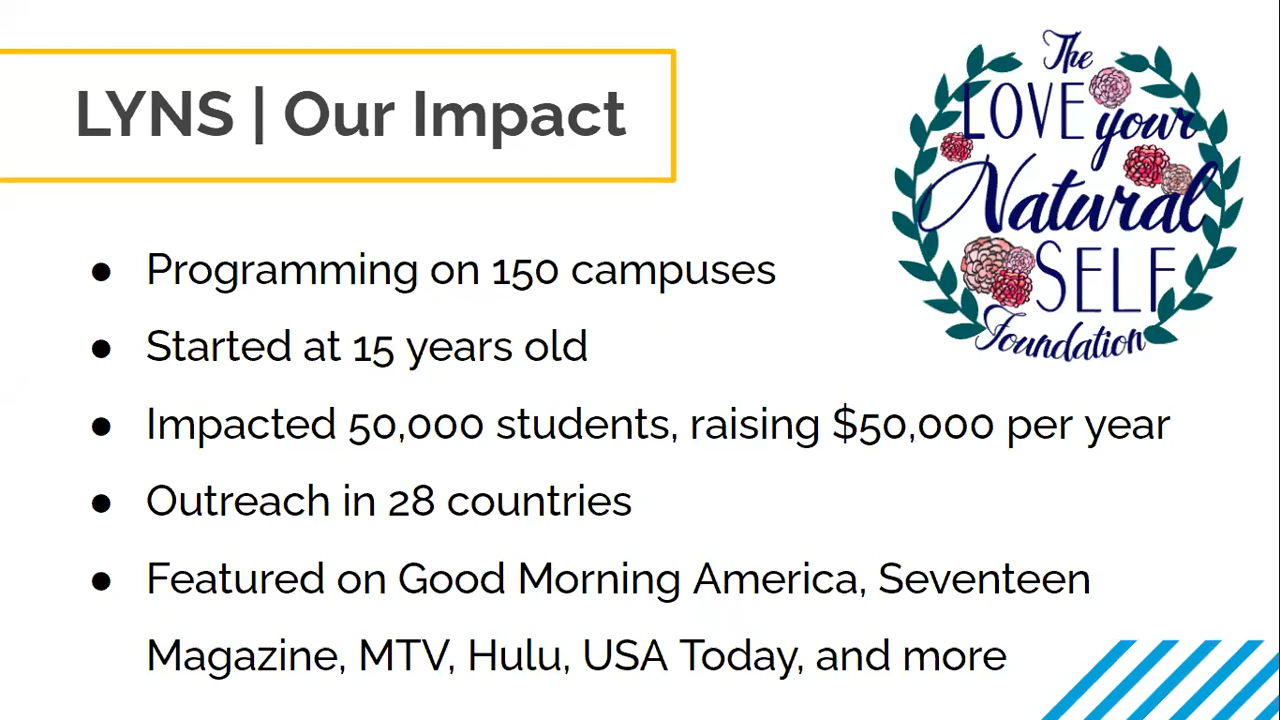 LYNS | Our Impact
The
LOVE your
Natural
SELF
Foundation
● Programming on 150 campuses
● Started at 15 years old
● Impacted 50,000 students, raising $50,000 per year
● Outreach in 28 countries
● Featured on Good Morning America, Seventeen
Magazine, MTV, Hulu, USA Today, and more